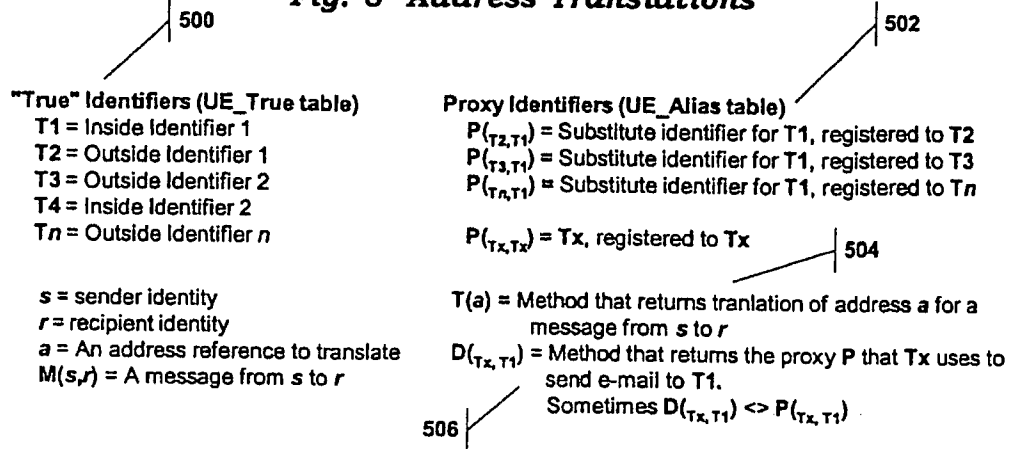 Fig. 5 Address Translations
500
502
"True" Identifiers (UE_True table)
T1 = Inside Identifier 1
T2 = Outside Identifier 1
T3 = Outside Identifier 2
T4 = Inside Identifier 2
Tn = Outside Identifier n
s = sender identity
r = recipient identity
a = An address reference to translate
M(s,r) = A message from s to r
Proxy Identifiers (UE_Alias table)
P(T2,T1) = Substitute identifier for T1, registered to T2
P(T3,T1) = Substitute identifier for T1, registered to T3
P(Tn,T1) = Substitute identifier for T1, registered to Tn
P(Tx,Tx) = Tx, registered to Tx
504
T(a) = Method that returns tranlation of address a for a
message from s to r
D(Tx, T1) = Method that returns the proxy P that Tx uses to
send e-mail to T1.
Sometimes D(Tx, T1) <> P(Tx, T1)
506